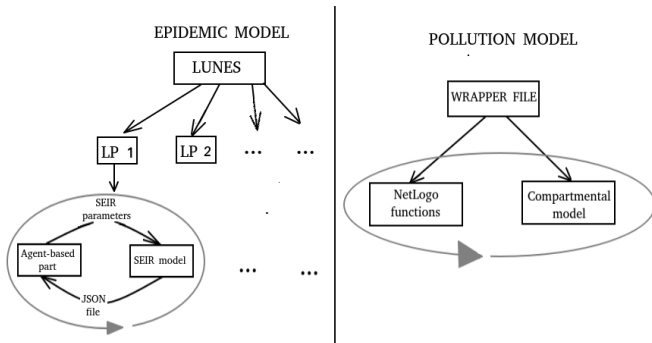 EPIDEMIC MODEL
LUNES
LP 1
LP 2
...
...
SEIR
parameters
Agent-based
part
SEIR model
JSON
file
...
...
POLLUTION MODEL
WRAPPER FILE
NetLogo
functions
Compartmental
model